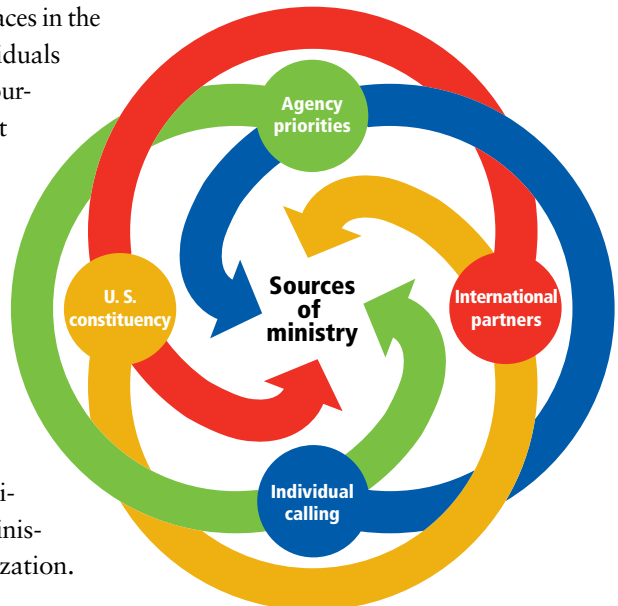 aces in the
iduals
our-
t
Agency
priorities
U. S.
constituency
Sources
of
ministry
International
partners
Individual
calling
i-
inis-
zation.